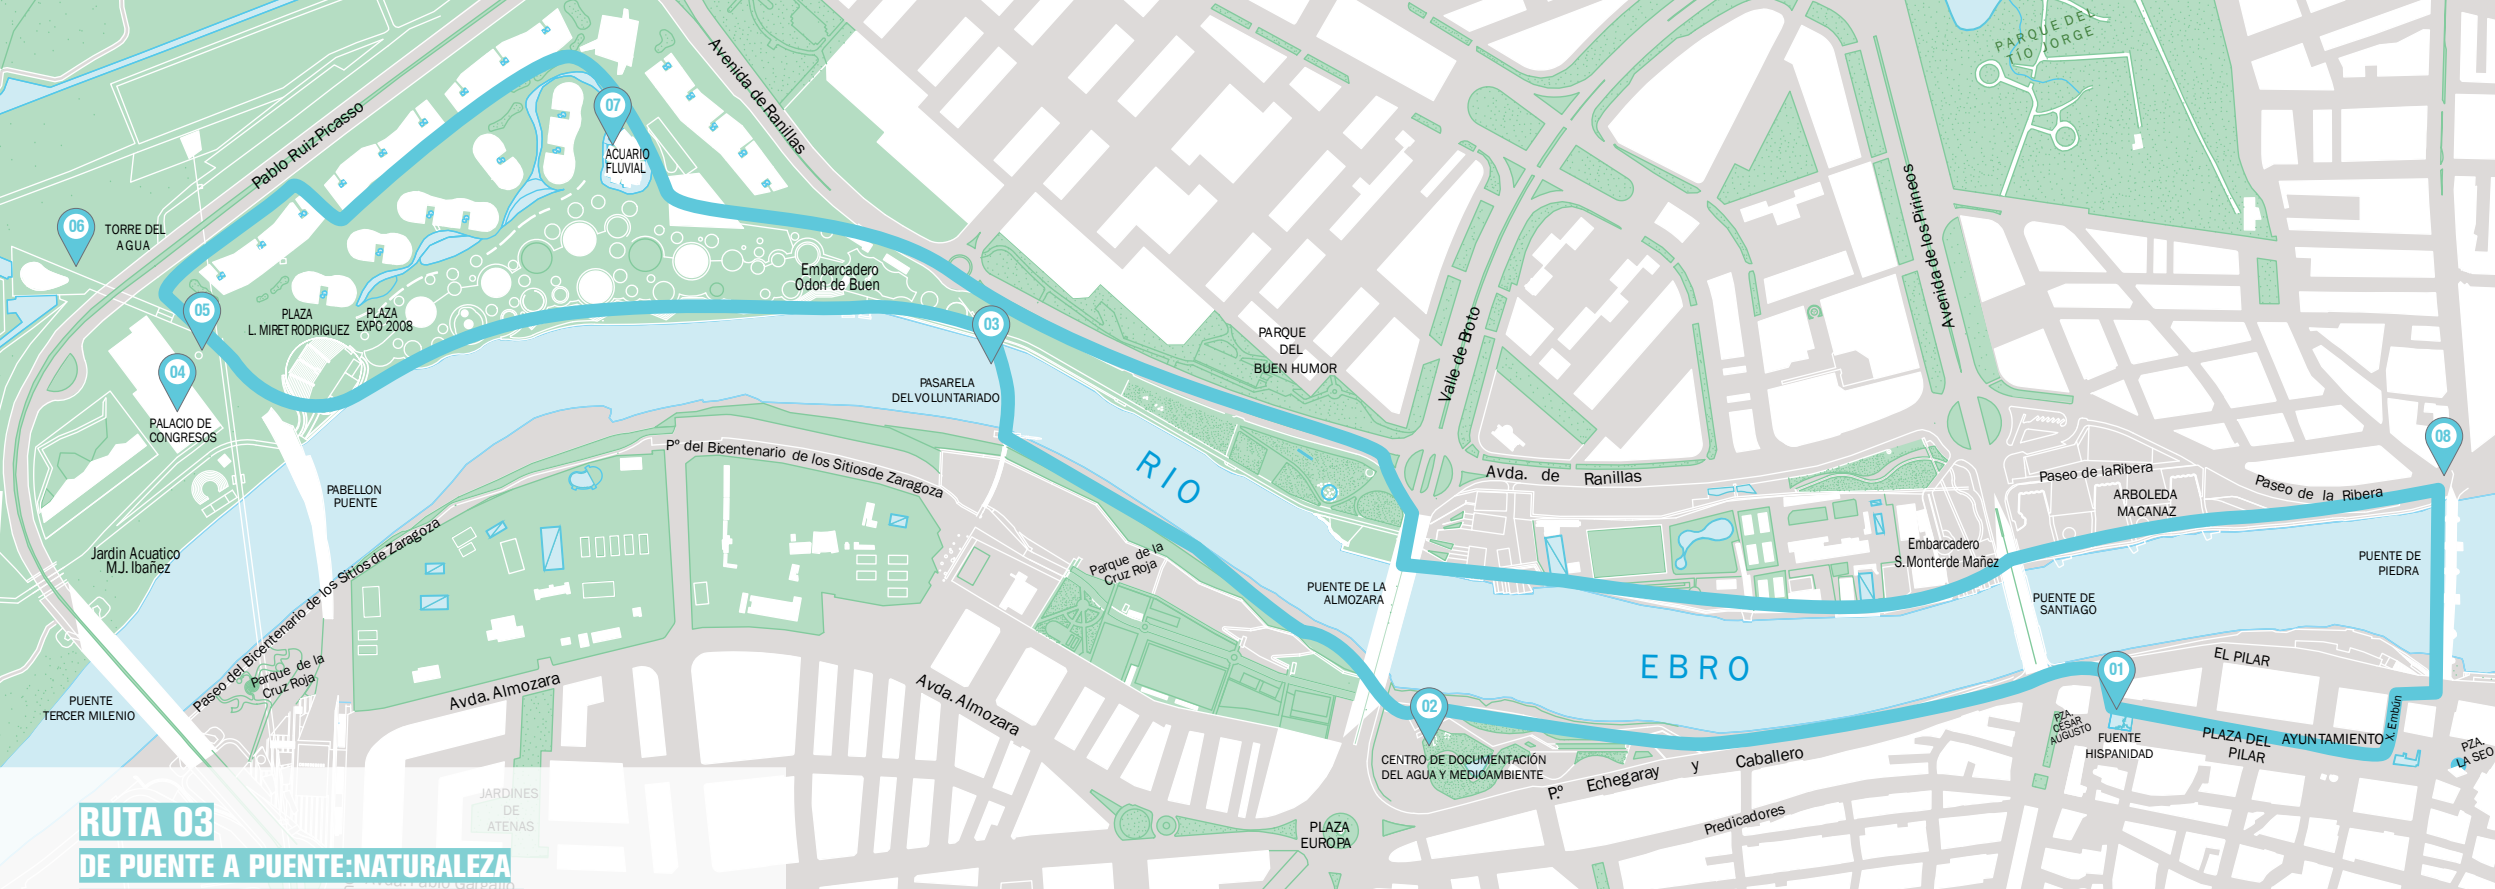 PARQUE DEL
TÍO JORGE
Avenida de Ranillas
Pablo Ruiz Picasso
07
ACUARIO
FLUVIAL
Avenida de los Pirineos
06
TORRE DEL
AGUA
Embarcadero
Odon de Buen
05
PLAZA
L. MIRET RODRIGUEZ
PLAZA
EXPO 2008
03
PARQUE
DEL
BUEN HUMOR
Valle de Broto
04
PALACIO DE
CONGRESOS
PASARELA
DEL VOLUNTARIADO
Pº del Bicentenario de los Sitiosde Zaragoza
RIO
Avda. de Ranillas
Paseo de laRibera
Paseo de la Ribera
08
ARBOLEDA
MACANAZ
PABELLON
PUENTE
Jardin Acuatico
M.J. Ibañez
Paseo del Bicentenario de los Sitios de Zaragoza
Parque de la
Cruz Roja
Embarcadero
S. Monterde Mañez
PUENTE DE
PIEDRA
PUENTE DE LA
ALMOZARA
PUENTE DE
SANTIAGO
EBRO
01
EL PILAR
Parque de la
Cruz Roja
PUENTE
TERCER MILENIO
Avda. Almozara
Avda. Almozara
02
CENTRO DE DOCUMENTACIÓN
DEL AGUA Y MEDIOAMBIENTE
Pº. Echegaray y Caballero
PZA.
CÉSAR
AUGUSTO
FUENTE
HISPANIDAD
PLAZA DEL
PILAR
AYUNTAMIENTO
X. Embún
PZA.
LA SEO
JARDINES
DE
ATENAS
PLAZA
EUROPA
Predicadores
RUTA 03
DE PUENTE A PUENTE:NATURALEZA
Avda. Pablo Gargallo